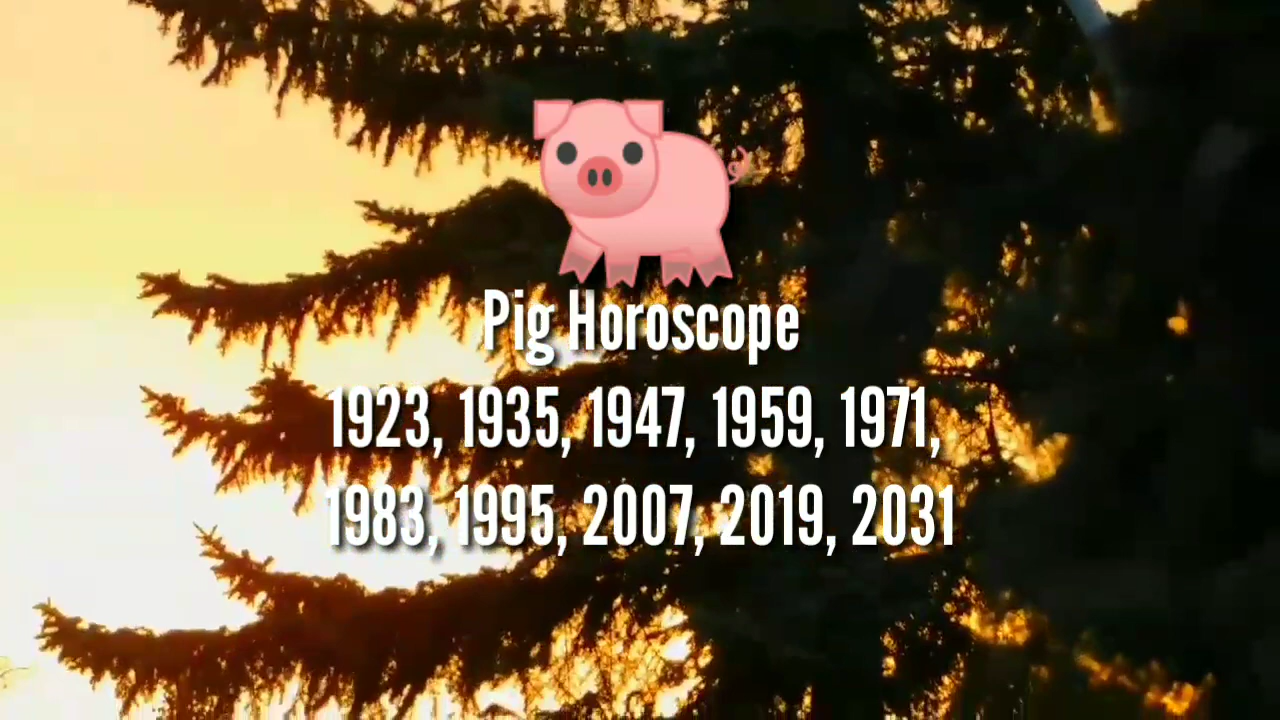 Pig Horoscope
1923, 1935, 1947, 1959, 1971,
1983, 1995, 2007, 2019, 2031